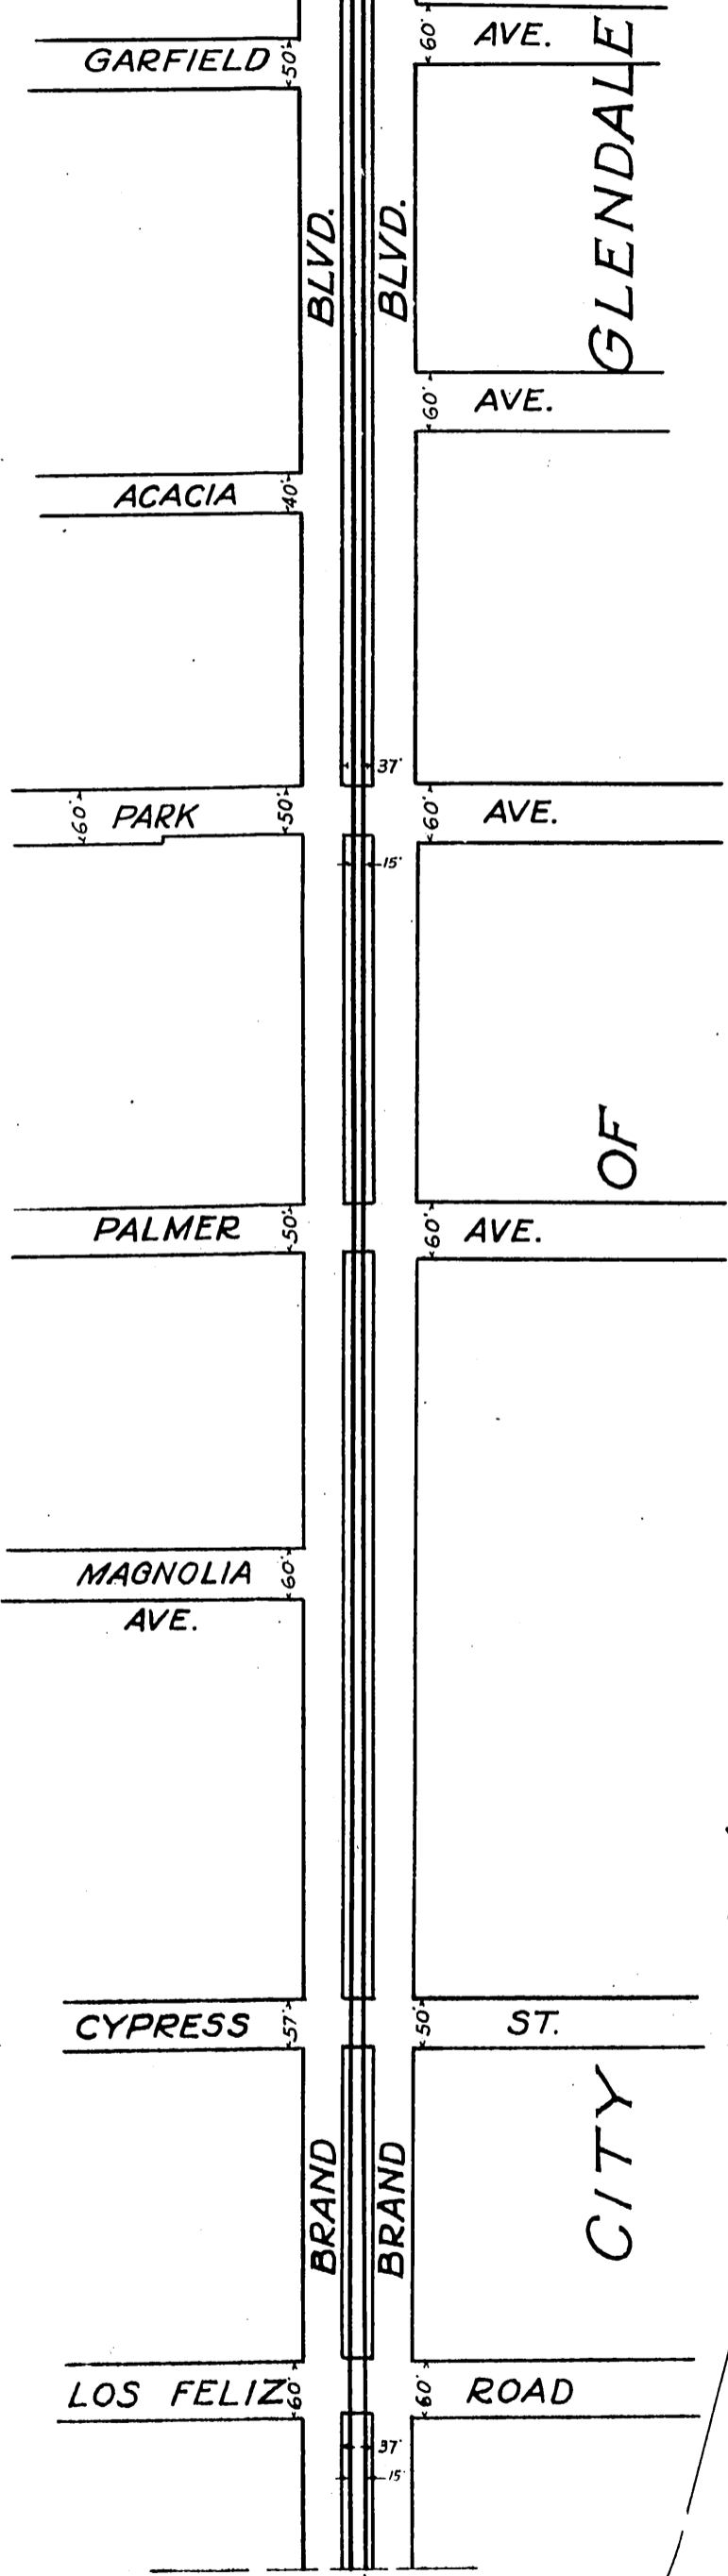 60' AVE.
GARFIELD 50'
GLENDALE
BLVD. BLVD.
60' AVE.
ACACIA 40'
37'
60' PARK 50' 60' AVE.
15'
OF
PALMER 50' 60' AVE.
MAGNOLIA 60'
AVE.
CYPRESS 57' 50' ST.
CITY
BRAND BRAND
LOS FELIZ 60' 60' ROAD
37'
15'